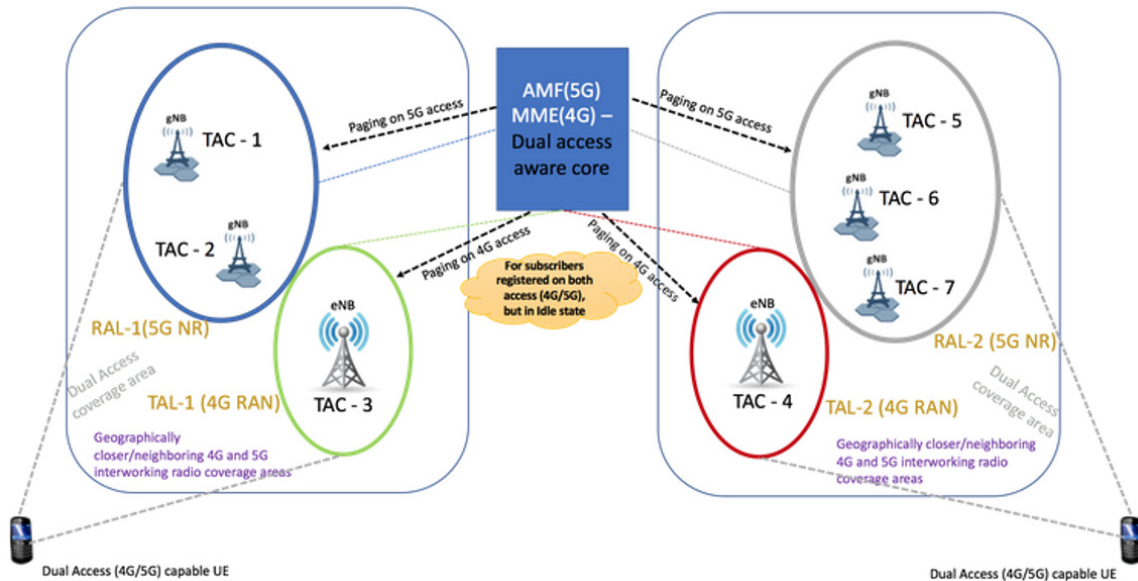 AMF(5G)
MME(4G) –
Dual access
aware core
Paging on 5G access
Paging on 5G access
gNB
TAC - 1
gNB
TAC - 2
RAL-1(5G NR)
Dual Access
coverage area
Paging on 4G access
Paging on 4G access
For subscribers
registered on both
access (4G/5G),
but in Idle state
eNB
TAC - 3
TAL-1 (4G RAN)
Geographically
closer/neighboring 4G and 5G
interworking radio coverage areas
Dual Access (4G/5G) capable UE
gNB
TAC - 5
gNB
TAC - 6
gNB
TAC - 7
RAL-2 (5G NR)
Dual Access
coverage area
eNB
TAC - 4
TAL-2 (4G RAN)
Geographically closer/neighboring
4G and 5G interworking radio
coverage areas
Dual Access (4G/5G) capable UE